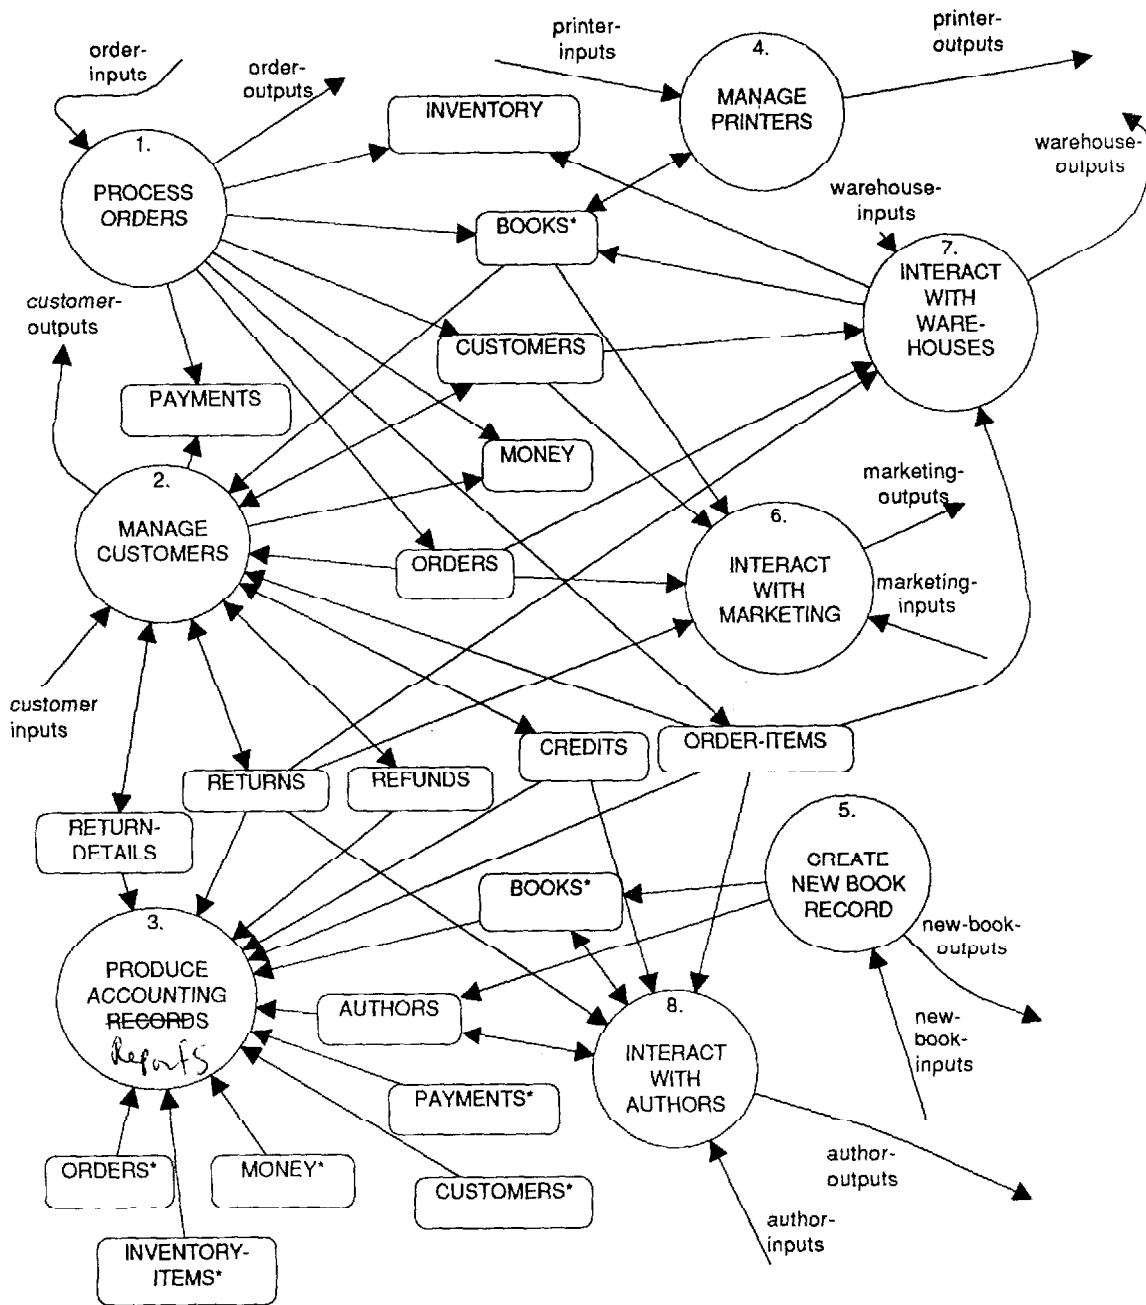 order-
inputs
order-
outputs
printer-
inputs
printer-
outputs
4.
MANAGE
PRINTERS
INVENTORY
1.
PROCESS
ORDERS
warehouse-
outputs
warehouse-
inputs
BOOKS*
7.
INTERACT
WITH
WARE-
HOUSES
customer-
outputs
CUSTOMERS
PAYMENTS
MONEY
2.
MANAGE
CUSTOMERS
marketing-
outputs
6.
INTERACT
WITH
MARKETING
ORDERS
marketing-
inputs
customer
inputs
CREDITS
ORDER-ITEMS
RETURNS
REFUNDS
RETURN-
DETAILS
5.
CREATE
NEW BOOK
RECORD
BOOKS*
new-book-
outputs
3.
PRODUCE
ACCOUNTING
RECORDS
Reports
AUTHORS
8.
INTERACT
WITH
AUTHORS
new-
book-
inputs
PAYMENTS*
ORDERS*
MONEY*
CUSTOMERS*
author-
outputs
author-
inputs
INVENTORY-
ITEMS*